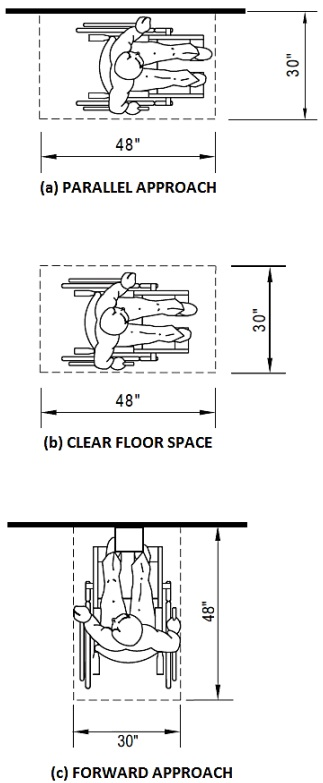 30"
48"
(a) PARALLEL APPROACH
30"
48"
(b) CLEAR FLOOR SPACE
48"
30"
(c) FORWARD APPROACH